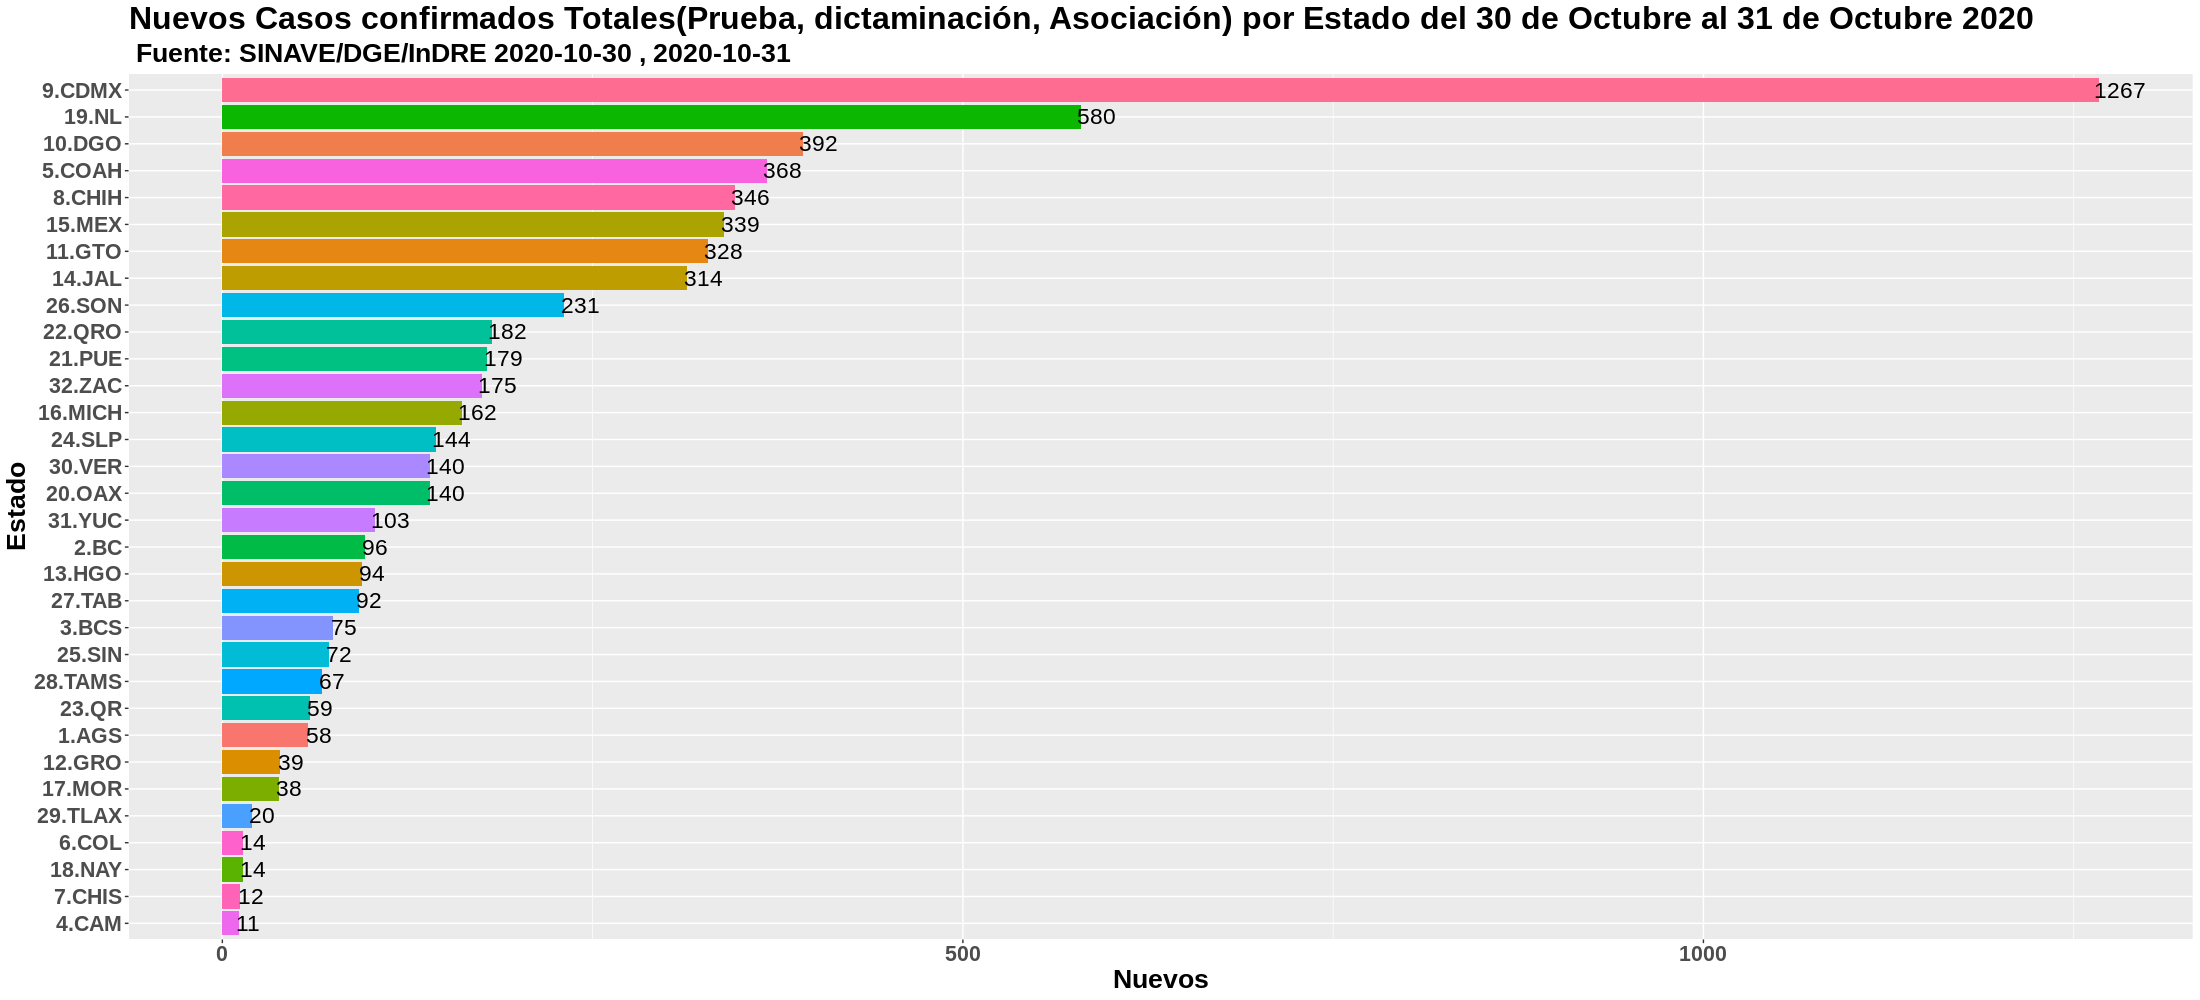 Nuevos Casos confirmados Totales(Prueba, dictaminación, Asociación) por Estado del 30 de Octubre al 31 de Octubre 2020
Fuente: SINAVE/DGE/InDRE 2020-10-30 , 2020-10-31
9.CDMX 1267
19.NL 580
10.DGO 392
5.COAH 368
8.CHIH 346
15.MEX 339
11.GTO 328
14.JAL 314
26.SON 231
22.QRO 182
21.PUE 179
32.ZAC 175
16.MICH 162
24.SLP 144
30.VER 140
20.OAX 140
31.YUC 103
2.BC 96
13.HGO 94
27.TAB 92
3.BCS 75
25.SIN 72
28.TAMS 67
23.QR 59
1.AGS 58
12.GRO 39
17.MOR 38
29.TLAX 20
6.COL 14
18.NAY 14
7.CHIS 12
4.CAM 11
Estado
0 500 1000
Nuevos